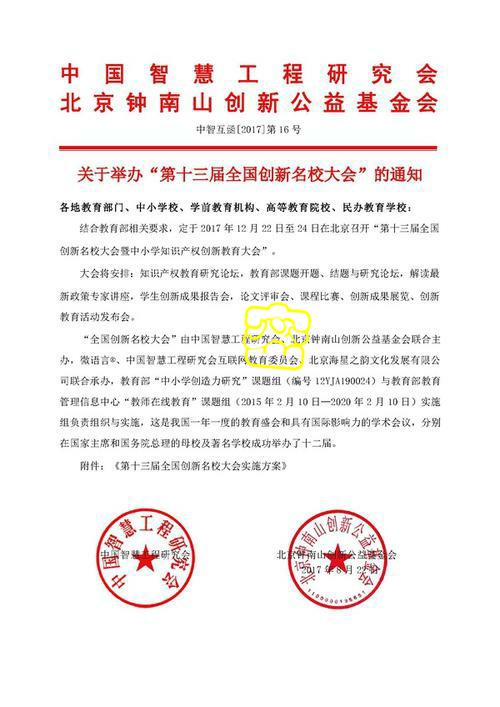 中国智慧工程研究会
北京钟南山创新公益基金会
中智互函[2017]第16号
关于举办“第十三届全国创新名校大会”的通知
各地教育部门、中小学校、学前教育机构、高等教育院校、民办教育学校：
结合教育部相关要求，定于2017年12月22日至24日在北京召开“第十三届全国
创新名校大会暨中小学知识产权创新教育大会”。
大会将安排：知识产权教育研究论坛，教育部课题开题、结题与研究论坛，解读最
新政策专家讲座，学生创新成果报告会，论文评审会、课程比赛、创新成果展览、创新
教育活动发布会。
“全国创新名校大会”由中国智慧工程研究会、北京钟南山创新公益基金会联合主
办，微语言®、中国智慧工程研究会互联网教育委员会、北京海星之韵文化发展有限公
司联合承办，教育部“中小学创造力研究”课题组（编号12YJA190024）与教育部教育
管理信息中心“教师在线教育”课题组（2015年2月10日—2020年2月10日）实施
组负责组织与实施，这是我国一年一度的教育盛会和具有国际影响力的学术会议，分别
在国家主席和国务院总理的母校及著名学校成功举办了十二届。
附件：《第十三届全国创新名校大会实施方案》
中国智慧工程研究会
北京钟南山创新公益基金会
中国智慧工程研究会
北京钟南山创新公益基金会
2017年8月22日